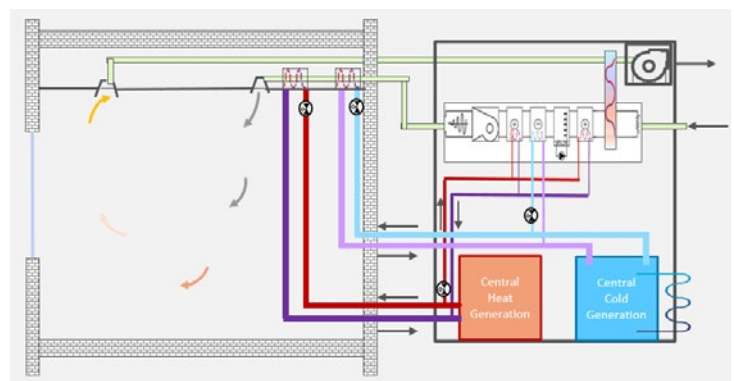 Central
Heat
Generation
Central
Cold
Generation